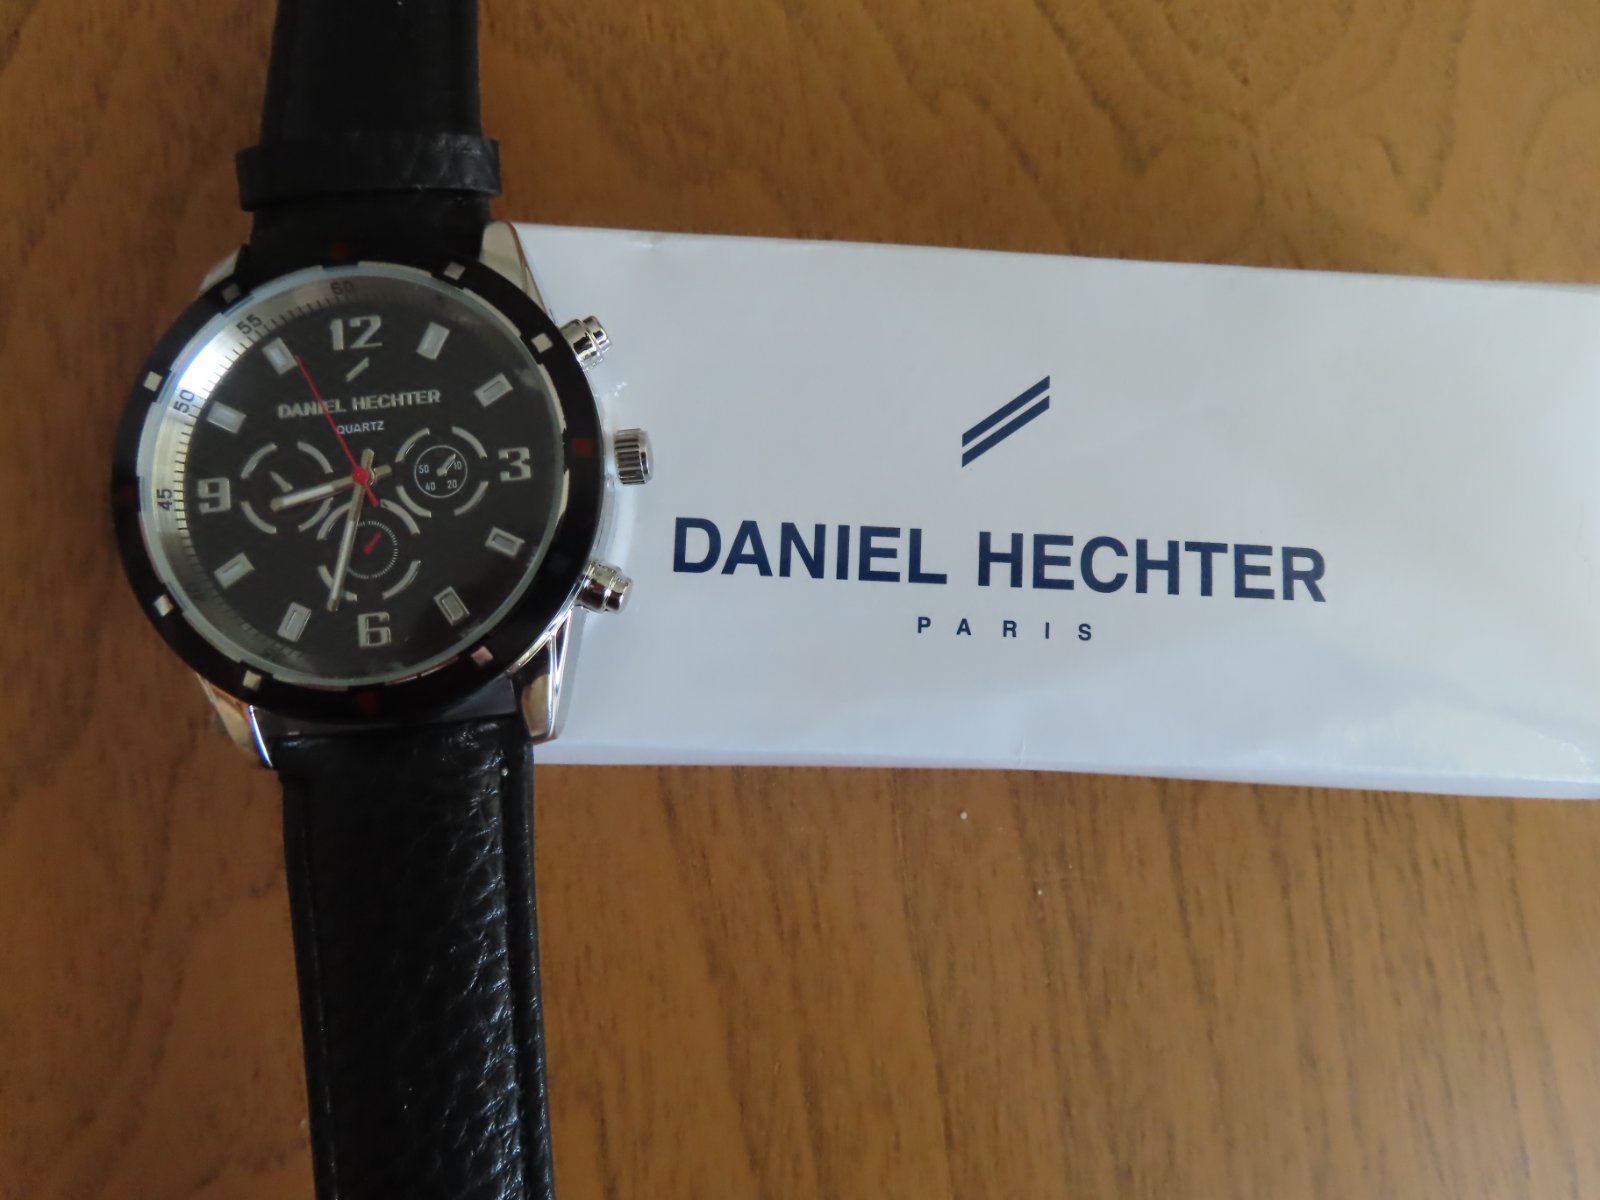 60
55
50
45
12
DANIEL HECHTER
QUARTZ
9
3
50 10
40 20
6
DANIEL HECHTER
PARIS